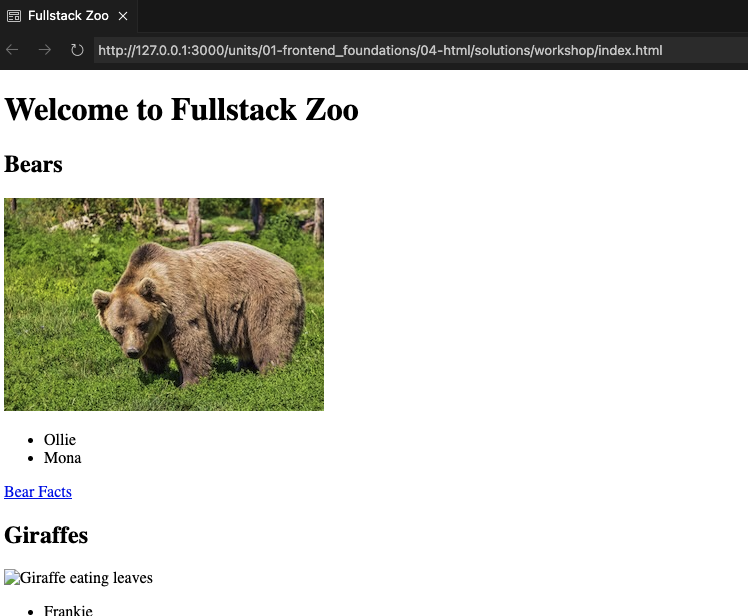 Fullstack Zoo
http://127.0.0.1:3000/units/01-frontend_foundations/04-html/solutions/workshop/index.html
Welcome to Fullstack Zoo
Bears
Ollie
Mona
Bear Facts
Giraffes
Giraffe eating leaves
Frankie